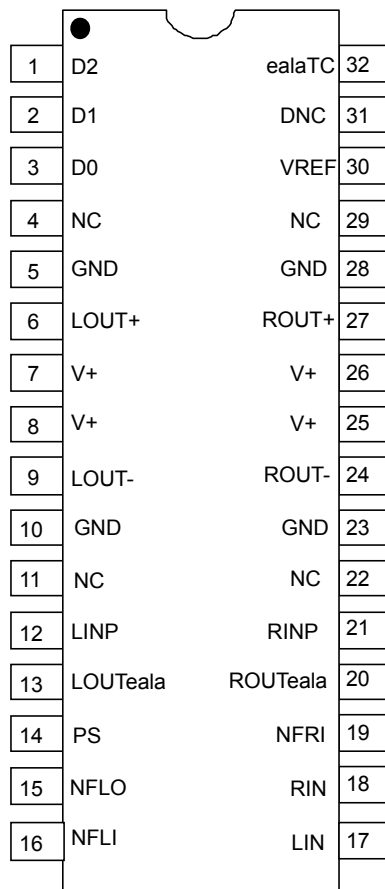 1 D2 ealaTC 32
2 D1 DNC 31
3 D0 VREF 30
4 NC NC 29
5 GND GND 28
6 LOUT+ ROUT+ 27
7 V+ V+ 26
8 V+ V+ 25
9 LOUT- ROUT- 24
10 GND GND 23
11 NC NC 22
12 LINP RINP 21
13 LOUTeala ROUTeala 20
14 PS NFRI 19
15 NFLO RIN 18
16 NFLI LIN 17